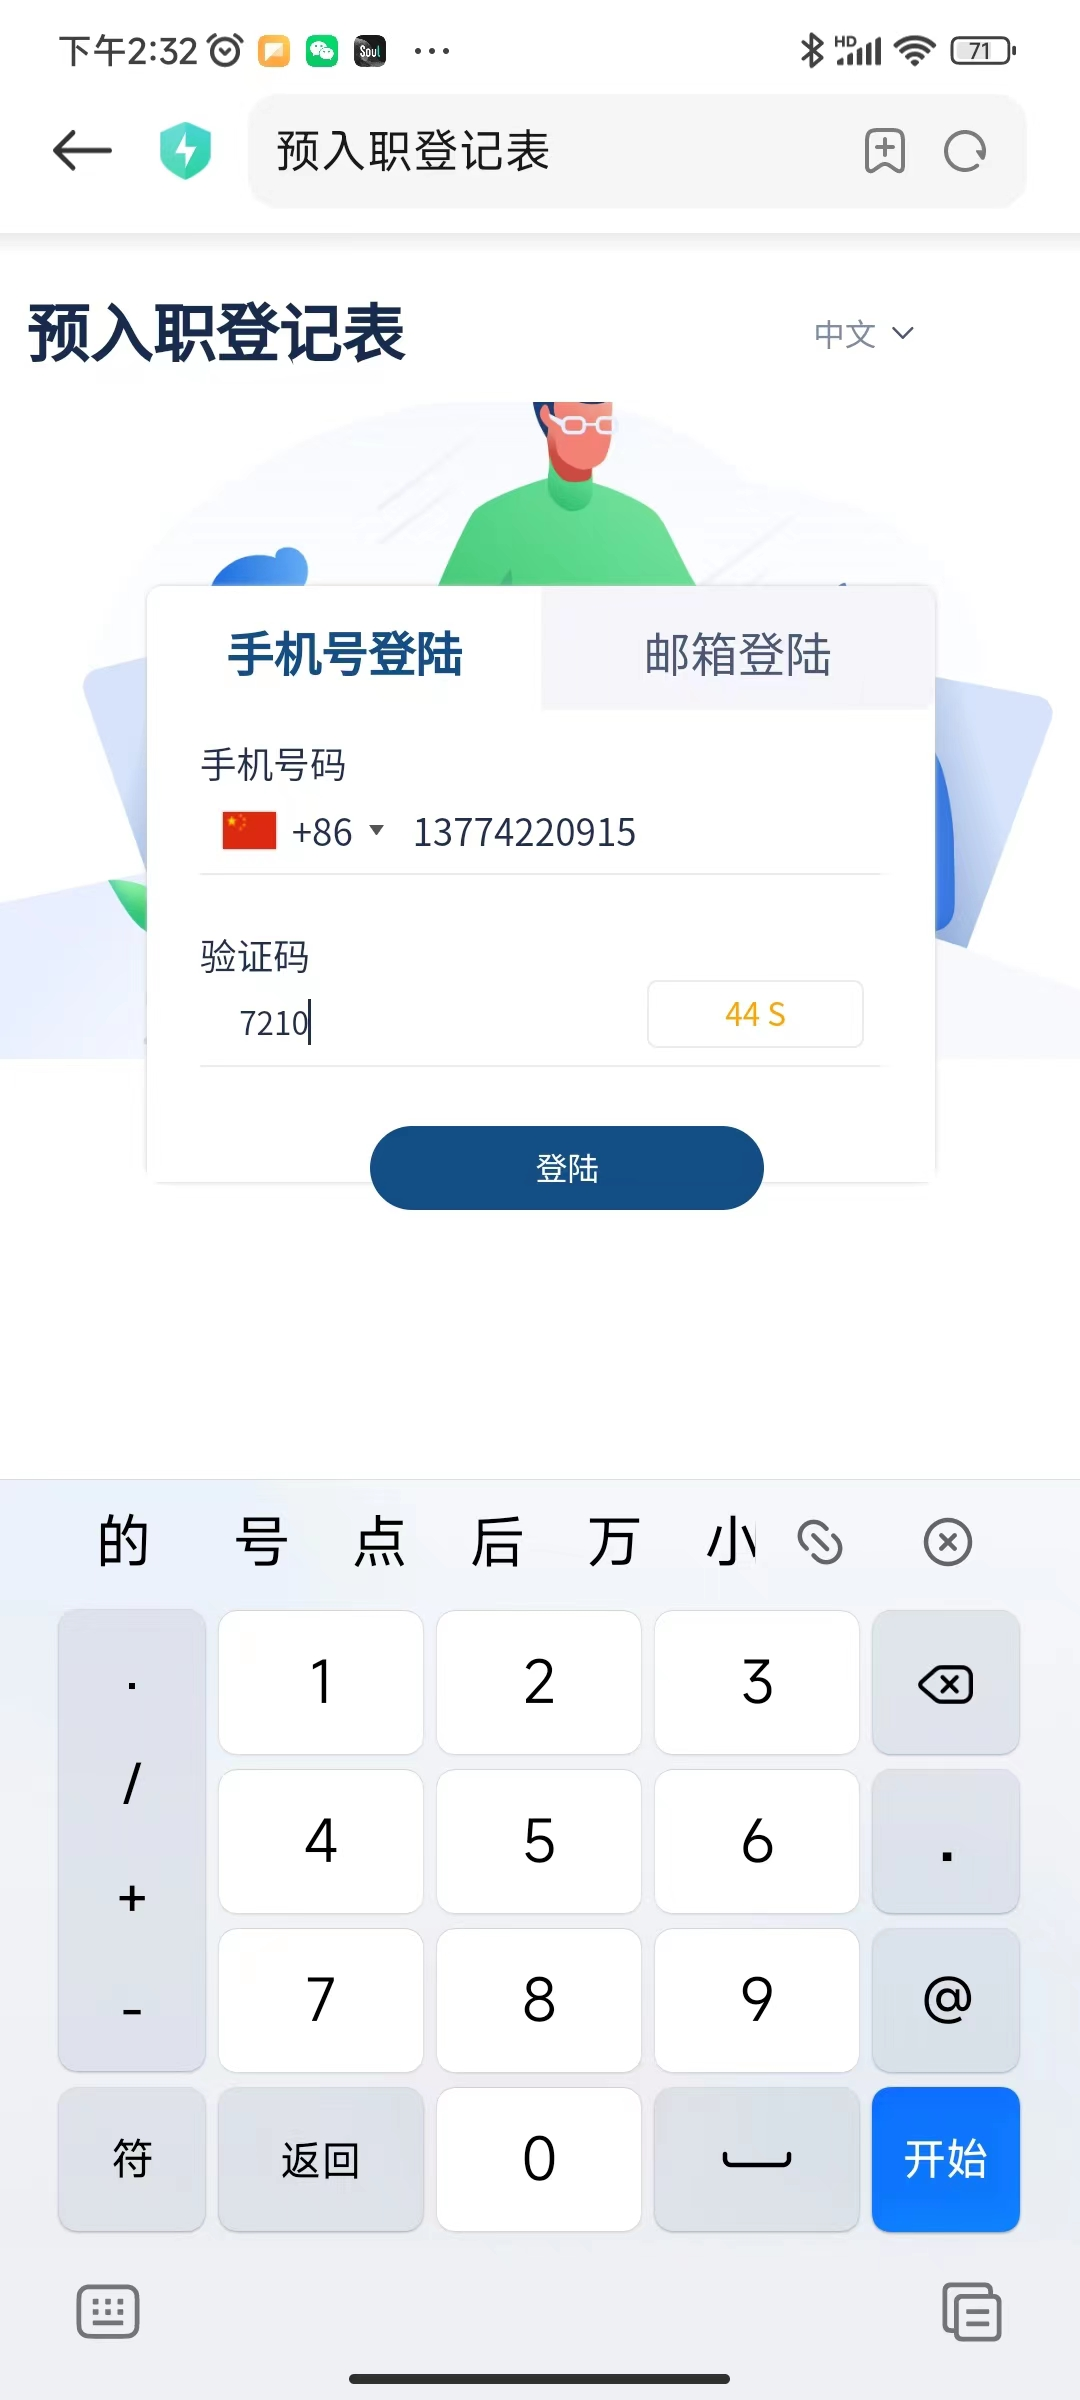 下午2:32 Soul ··· HD 71
预入职登记表
预入职登记表 中文
手机号登陆 邮箱登陆
手机号码
+86 13774220915
验证码
7210 44 S
登陆
的 号 点 后 万 小
. 1 2 3
/ 4 5 6 .
+
- 7 8 9 @
符 返回 0 开始